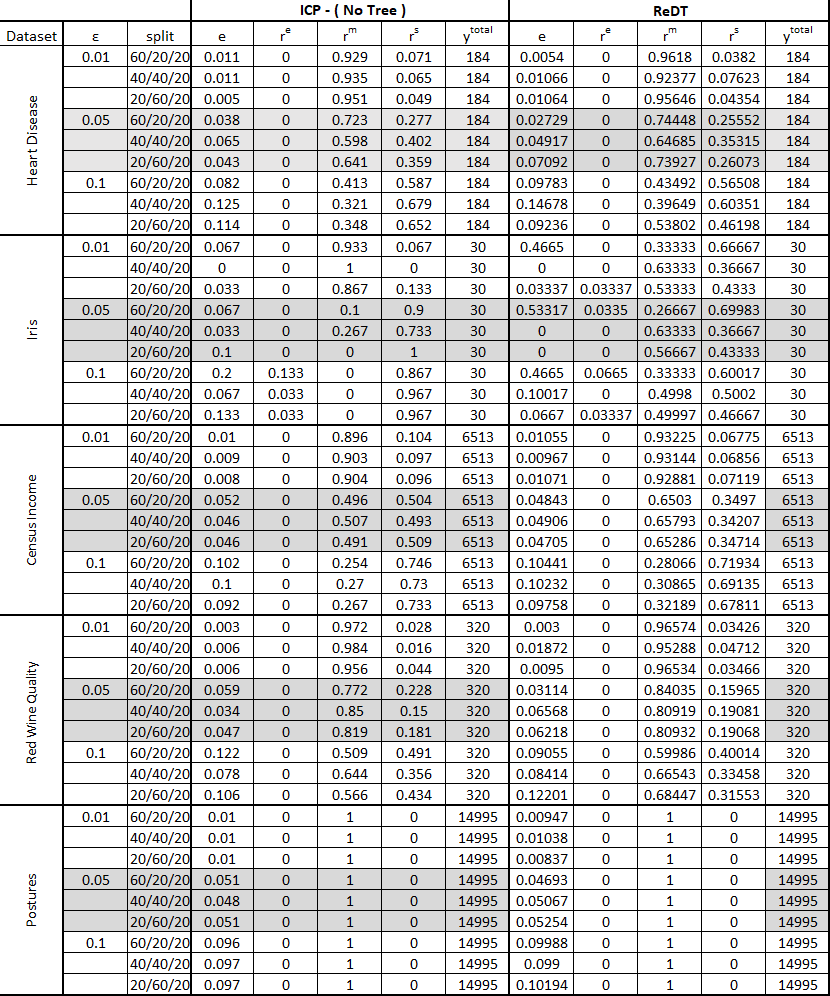 ICP - ( No Tree ) ReDT
Dataset ε split e r^e r^m r^s y^total e r^e r^m r^s y^total
Heart Disease
0.01 60/20/20 0.011 0 0.929 0.071 184 0.0054 0 0.9618 0.0382 184
40/40/20 0.011 0 0.935 0.065 184 0.01066 0 0.92377 0.07623 184
20/60/20 0.005 0 0.951 0.049 184 0.01064 0 0.95646 0.04354 184
0.05 60/20/20 0.038 0 0.723 0.277 184 0.02729 0 0.74448 0.25552 184
40/40/20 0.065 0 0.598 0.402 184 0.04917 0 0.64685 0.35315 184
20/60/20 0.043 0 0.641 0.359 184 0.07092 0 0.73927 0.26073 184
0.1 60/20/20 0.082 0 0.413 0.587 184 0.09783 0 0.43492 0.56508 184
40/40/20 0.125 0 0.321 0.679 184 0.14678 0 0.39649 0.60351 184
20/60/20 0.114 0 0.348 0.652 184 0.09236 0 0.53802 0.46198 184
Iris
0.01 60/20/20 0.067 0 0.933 0.067 30 0.4665 0 0.33333 0.66667 30
40/40/20 0 0 1 0 30 0 0 0.63333 0.36667 30
20/60/20 0.033 0 0.867 0.133 30 0.03337 0.03337 0.53333 0.4333 30
0.05 60/20/20 0.067 0 0.1 0.9 30 0.53317 0.0335 0.26667 0.69983 30
40/40/20 0.033 0 0.267 0.733 30 0 0 0.63333 0.36667 30
20/60/20 0.1 0 0 1 30 0 0 0.56667 0.43333 30
0.1 60/20/20 0.2 0.133 0 0.867 30 0.4665 0.0665 0.33333 0.60017 30
40/40/20 0.067 0.033 0 0.967 30 0.10017 0 0.4998 0.5002 30
20/60/20 0.133 0.033 0 0.967 30 0.0667 0.03337 0.49997 0.46667 30
Census Income
0.01 60/20/20 0.01 0 0.896 0.104 6513 0.01055 0 0.93225 0.06775 6513
40/40/20 0.009 0 0.903 0.097 6513 0.00967 0 0.93144 0.06856 6513
20/60/20 0.008 0 0.904 0.096 6513 0.01071 0 0.92881 0.07119 6513
0.05 60/20/20 0.052 0 0.496 0.504 6513 0.04843 0 0.6503 0.3497 6513
40/40/20 0.046 0 0.507 0.493 6513 0.04906 0 0.65793 0.34207 6513
20/60/20 0.046 0 0.491 0.509 6513 0.04705 0 0.65286 0.34714 6513
0.1 60/20/20 0.102 0 0.254 0.746 6513 0.10441 0 0.28066 0.71934 6513
40/40/20 0.1 0 0.27 0.73 6513 0.10232 0 0.30865 0.69135 6513
20/60/20 0.092 0 0.267 0.733 6513 0.09758 0 0.32189 0.67811 6513
Red Wine Quality
0.01 60/20/20 0.003 0 0.972 0.028 320 0.003 0 0.96574 0.03426 320
40/40/20 0.006 0 0.984 0.016 320 0.01872 0 0.95288 0.04712 320
20/60/20 0.006 0 0.956 0.044 320 0.0095 0 0.96534 0.03466 320
0.05 60/20/20 0.059 0 0.772 0.228 320 0.03114 0 0.84035 0.15965 320
40/40/20 0.034 0 0.85 0.15 320 0.06568 0 0.80919 0.19081 320
20/60/20 0.047 0 0.819 0.181 320 0.06218 0 0.80932 0.19068 320
0.1 60/20/20 0.122 0 0.509 0.491 320 0.09055 0 0.59986 0.40014 320
40/40/20 0.078 0 0.644 0.356 320 0.08414 0 0.66543 0.33458 320
20/60/20 0.106 0 0.566 0.434 320 0.12201 0 0.68447 0.31553 320
Postures
0.01 60/20/20 0.01 0 1 0 14995 0.00947 0 1 0 14995
40/40/20 0.01 0 1 0 14995 0.01038 0 1 0 14995
20/60/20 0.01 0 1 0 14995 0.00837 0 1 0 14995
0.05 60/20/20 0.051 0 1 0 14995 0.04693 0 1 0 14995
40/40/20 0.048 0 1 0 14995 0.05067 0 1 0 14995
20/60/20 0.051 0 1 0 14995 0.05254 0 1 0 14995
0.1 60/20/20 0.096 0 1 0 14995 0.09988 0 1 0 14995
40/40/20 0.097 0 1 0 14995 0.099 0 1 0 14995
20/60/20 0.097 0 1 0 14995 0.10194 0 1 0 14995